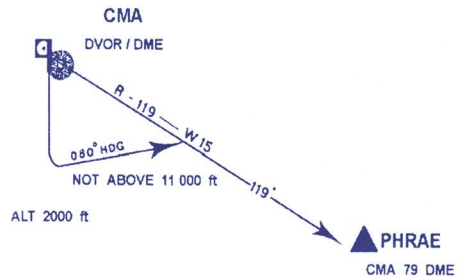 CMA
DVOR / DME
R - 119 — W 15
080° HDG
NOT ABOVE 11 000 ft
119°
ALT 2000 ft
PHRAE
CMA 79 DME